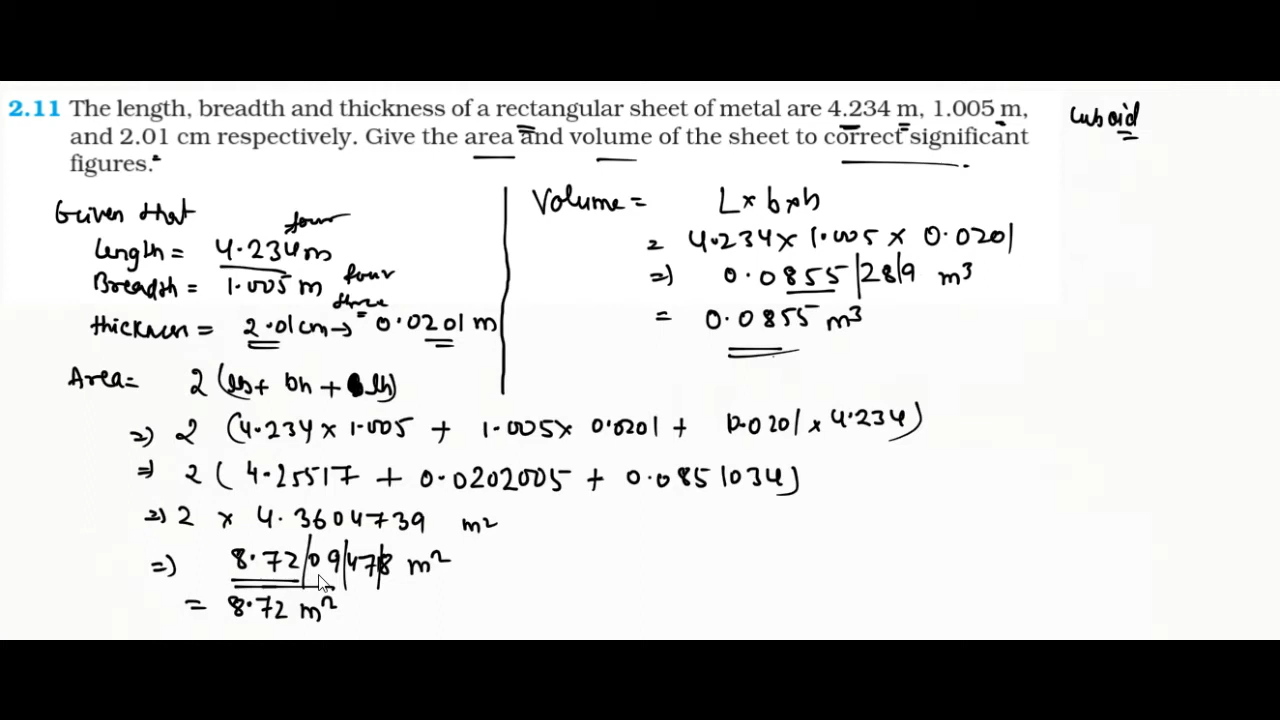 2.11 The length, breadth and thickness of a rectangular sheet of metal are 4.234 m, 1.005 m,
and 2.01 cm respectively. Give the area and volume of the sheet to correct significant
figures.
Cuboid
Given that
four
Length = 4.234 m
Breadth = 1.005 m four
three
thickness = 2.01 cm → = 0.0201 m
Area = 2 (lb + bh + lh)
⇒ 2 (4.234 × 1.005 + 1.005 × 0.0201 + 0.0201 × 4.234)
⇒ 2 (4.25517 + 0.0202005 + 0.0851034)
⇒ 2 × 4.3604739 m²
⇒ 8.72|09|47|8 m²
= 8.72 m²
Volume = L × b × h
= 4.234 × 1.005 × 0.0201
⇒ 0.0855|28|9 m³
= 0.0855 m³